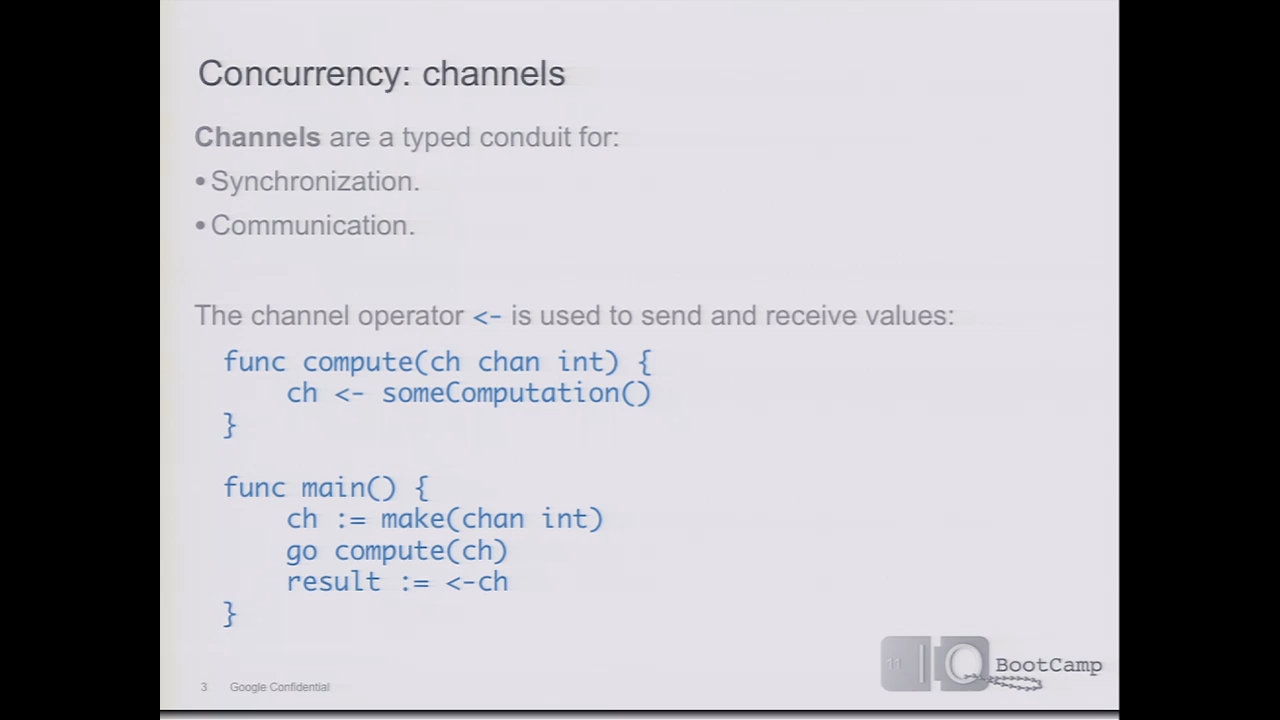 Concurrency: channels
Channels are a typed conduit for:
• Synchronization.
• Communication.
The channel operator <- is used to send and receive values:
func compute(ch chan int) {
    ch <- someComputation()
}
func main() {
    ch := make(chan int)
    go compute(ch)
    result := <-ch
}
11 IO BootCamp
3 Google Confidential